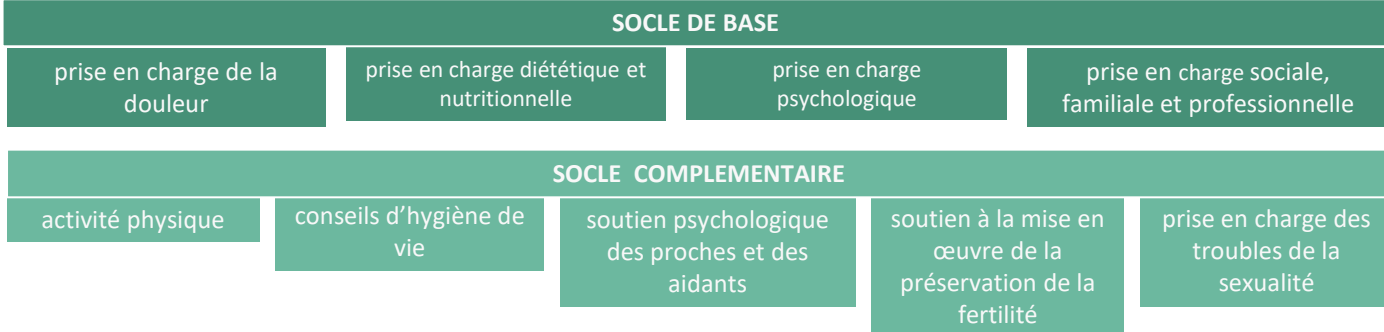 SOCLE DE BASE
prise en charge de la
douleur
prise en charge diététique et
nutritionnelle
prise en charge
psychologique
prise en charge sociale,
familiale et professionnelle
SOCLE COMPLEMENTAIRE
activité physique
conseils d’hygiène de
vie
soutien psychologique
des proches et des
aidants
soutien à la mise en
œuvre de la
préservation de la
fertilité
prise en charge des
troubles de la
sexualité